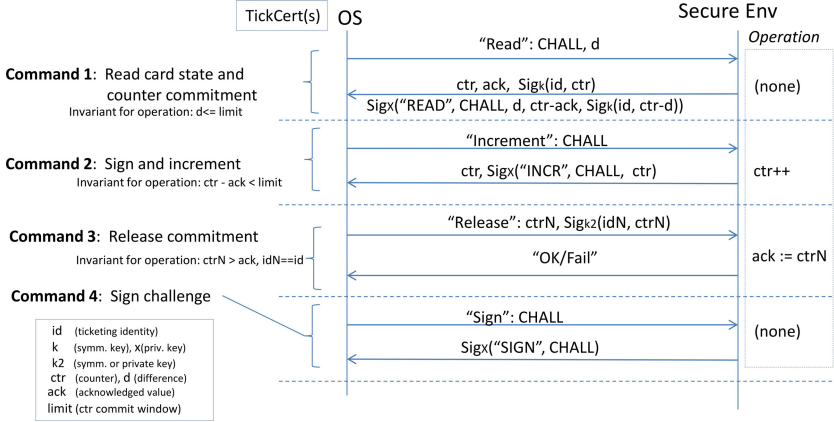 TickCert(s)
OS
Secure Env
Operation
"Read": CHALL, d
Command 1: Read card state and
counter commitment
Invariant for operation: d<= limit
ctr, ack, Sigk(id, ctr)
Sigx("READ", CHALL, d, ctr-ack, Sigk(id, ctr-d))
(none)
"Increment": CHALL
Command 2: Sign and increment
Invariant for operation: ctr - ack < limit
ctr, Sigx("INCR", CHALL, ctr)
ctr++
"Release": ctrN, Sigk2(idN, ctrN)
Command 3: Release commitment
Invariant for operation: ctrN > ack, idN==id
"OK/Fail"
ack := ctrN
Command 4: Sign challenge
"Sign": CHALL
Sigx("SIGN", CHALL)
(none)
id (ticketing identity)
k (symm. key), x(priv. key)
k2 (symm. or private key)
ctr (counter), d (difference)
ack (acknowledged value)
limit (ctr commit window)